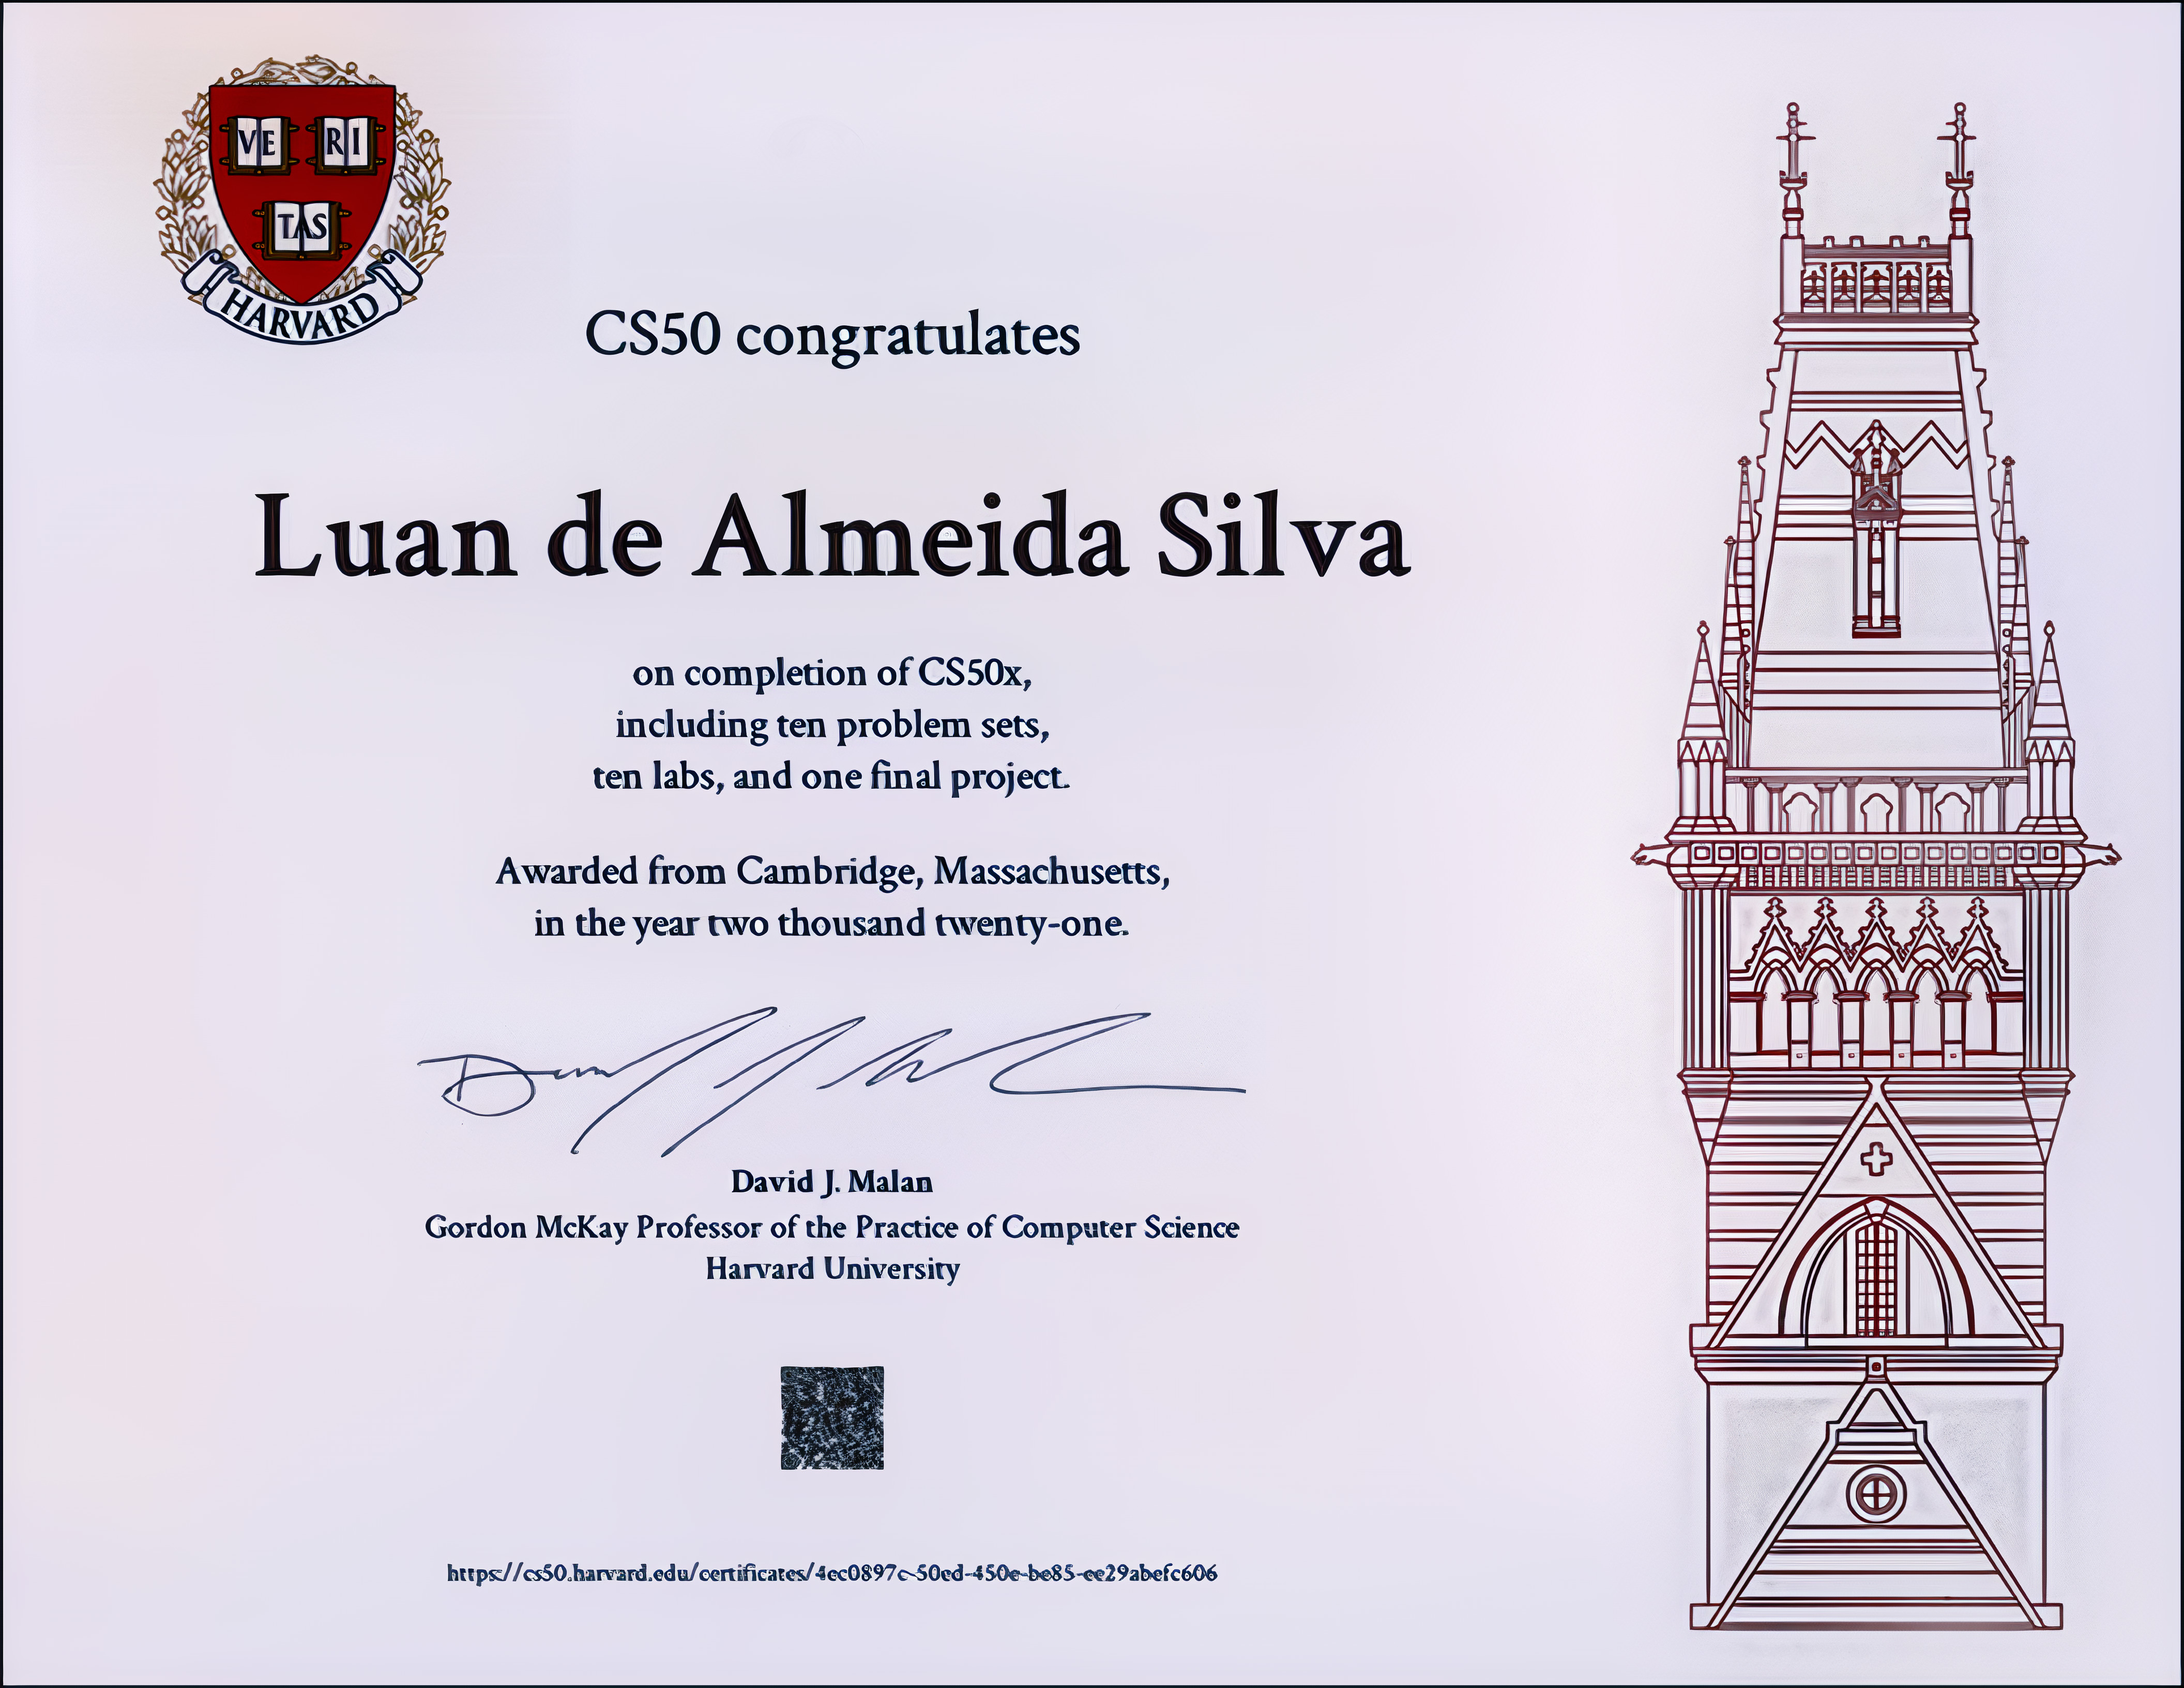 VE RI
TAS
HARVARD
CS50 congratulates
Luan de Almeida Silva
on completion of CS50x,
including ten problem sets,
ten labs, and one final project.
Awarded from Cambridge, Massachusetts,
in the year two thousand twenty-one.
David J. Malan
Gordon McKay Professor of the Practice of Computer Science
Harvard University
https://cs50.harvard.edu/certificates/4ec0897c-50ed-450e-be85-ee29abefc606